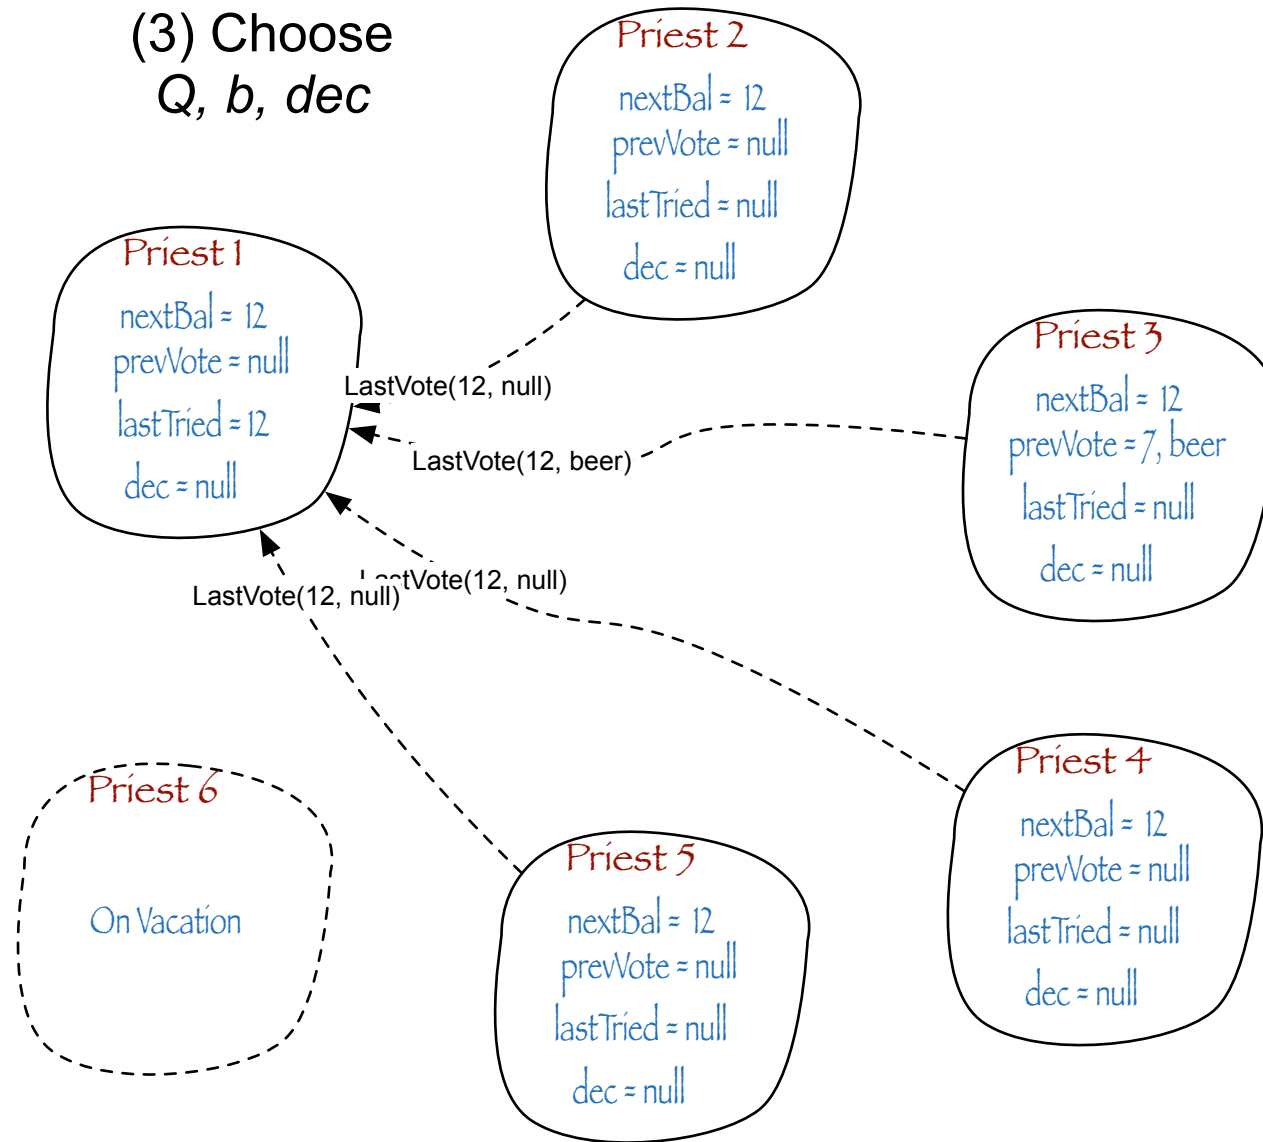 (3) Choose
Q, b, dec
Priest 2
nextBal = 12
prevVote = null
lastTried = null
dec = null
Priest 1
nextBal = 12
prevVote = null
lastTried = 12
dec = null
LastVote(12, null)
LastVote(12, beer)
Priest 3
nextBal = 12
prevVote = 7, beer
lastTried = null
dec = null
LastVote(12, null)
LastVote(12, null)
Priest 4
nextBal = 12
prevVote = null
lastTried = null
dec = null
Priest 6
On Vacation
Priest 5
nextBal = 12
prevVote = null
lastTried = null
dec = null